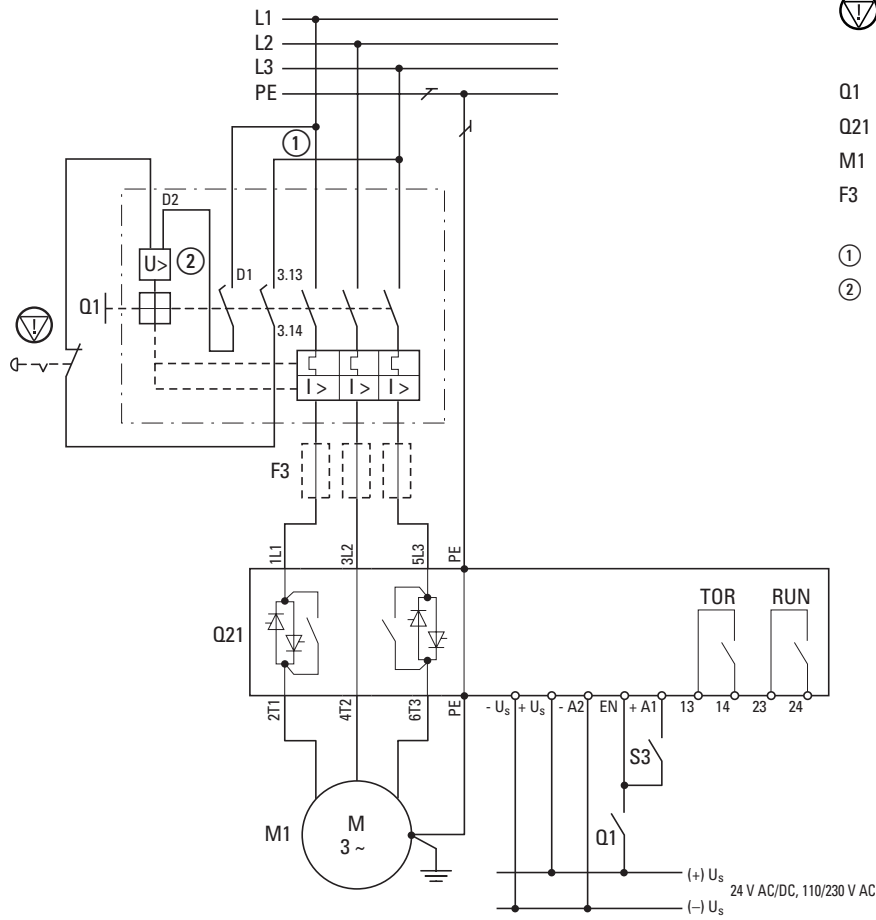 L1
L2
L3
PE
Q1
Q21
M1
F3
①
②
①
D2
U>
②
D1
3.13
Q1
3.14
I >
I >
I >
F3
1L1
3L2
5L3
PE
TOR
RUN
Q21
2T1
4T2
6T3
PE
- Us
+ Us
- A2
EN
+ A1
13
14
23
24
S3
M1
M
3 ~
Q1
(+) Us
24 V AC/DC, 110/230 V AC
(–) Us